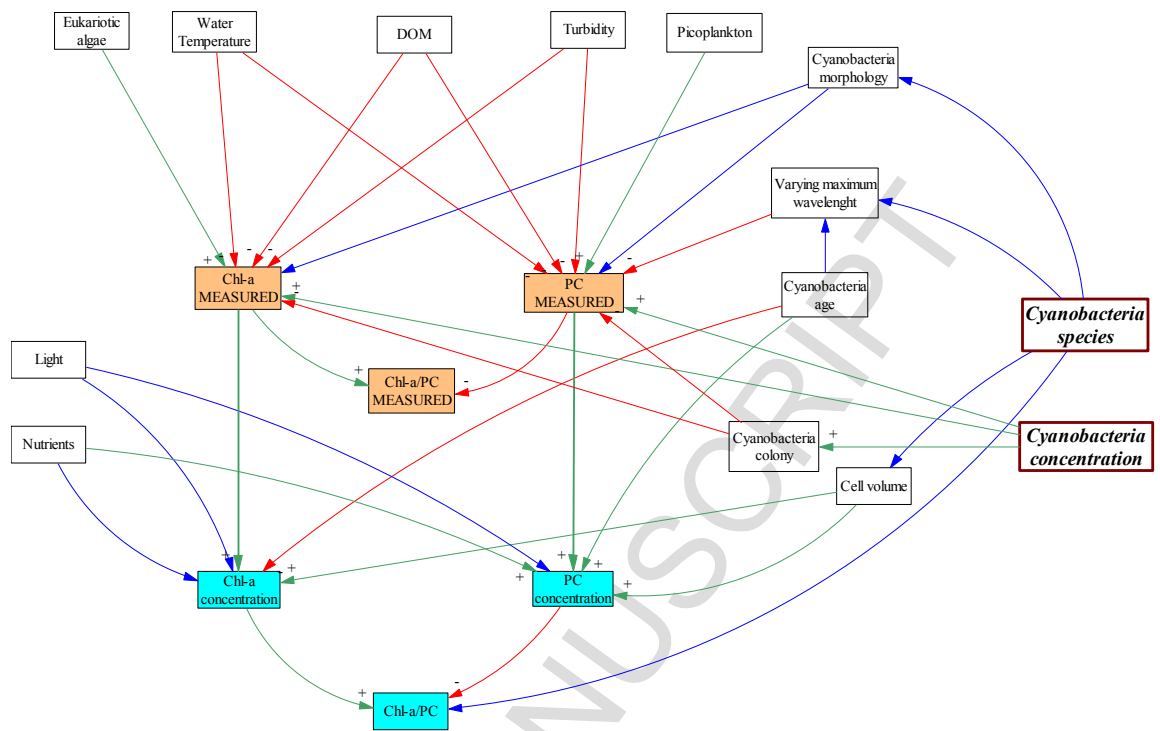 Eukariotic
algae
Water
Temperature
DOM
Turbidity
Picoplankton
Cyanobacteria
morphology
Varying maximum
wavelenght
Chl-a
MEASURED
PC
MEASURED
Cyanobacteria
age
Cyanobacteria
species
Light
Chl-a/PC
MEASURED
Nutrients
Cyanobacteria
colony
Cyanobacteria
concentration
Cell volume
Chl-a
concentration
PC
concentration
Chl-a/PC
+ - - -
- - - +
-
+
-
+
-
+
-
+
+
- +
+
+
+
+
+
-
NUSCRIPT